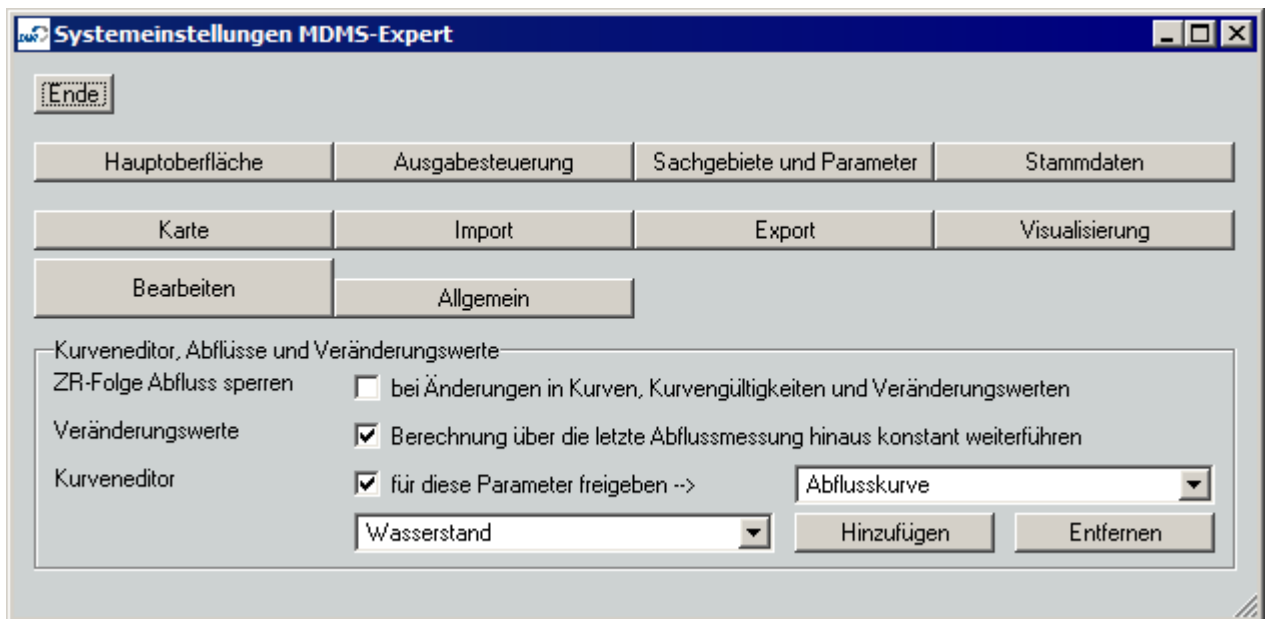 Systemeinstellungen MDMS-Expert
Ende
Hauptoberfläche Ausgabesteuerung Sachgebiete und Parameter Stammdaten
Karte Import Export Visualisierung
Bearbeiten Allgemein
Kurveneditor, Abflüsse und Veränderungswerte
ZR-Folge Abfluss sperren bei Änderungen in Kurven, Kurvengültigkeiten und Veränderungswerten
Veränderungswerte Berechnung über die letzte Abflussmessung hinaus konstant weiterführen
Kurveneditor für diese Parameter freigeben --> Abflusskurve
Wasserstand Hinzufügen Entfernen